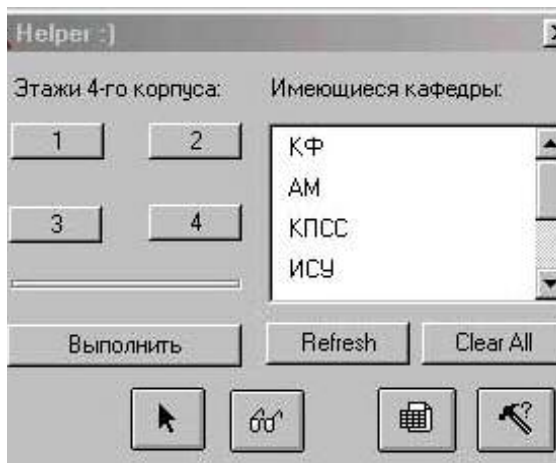 Helper :)
Этажи 4-го корпуса:
Имеющиеся кафедры:
1
2
3
4
КФ
АМ
КПСС
ИСУ
Выполнить
Refresh
Clear All
?